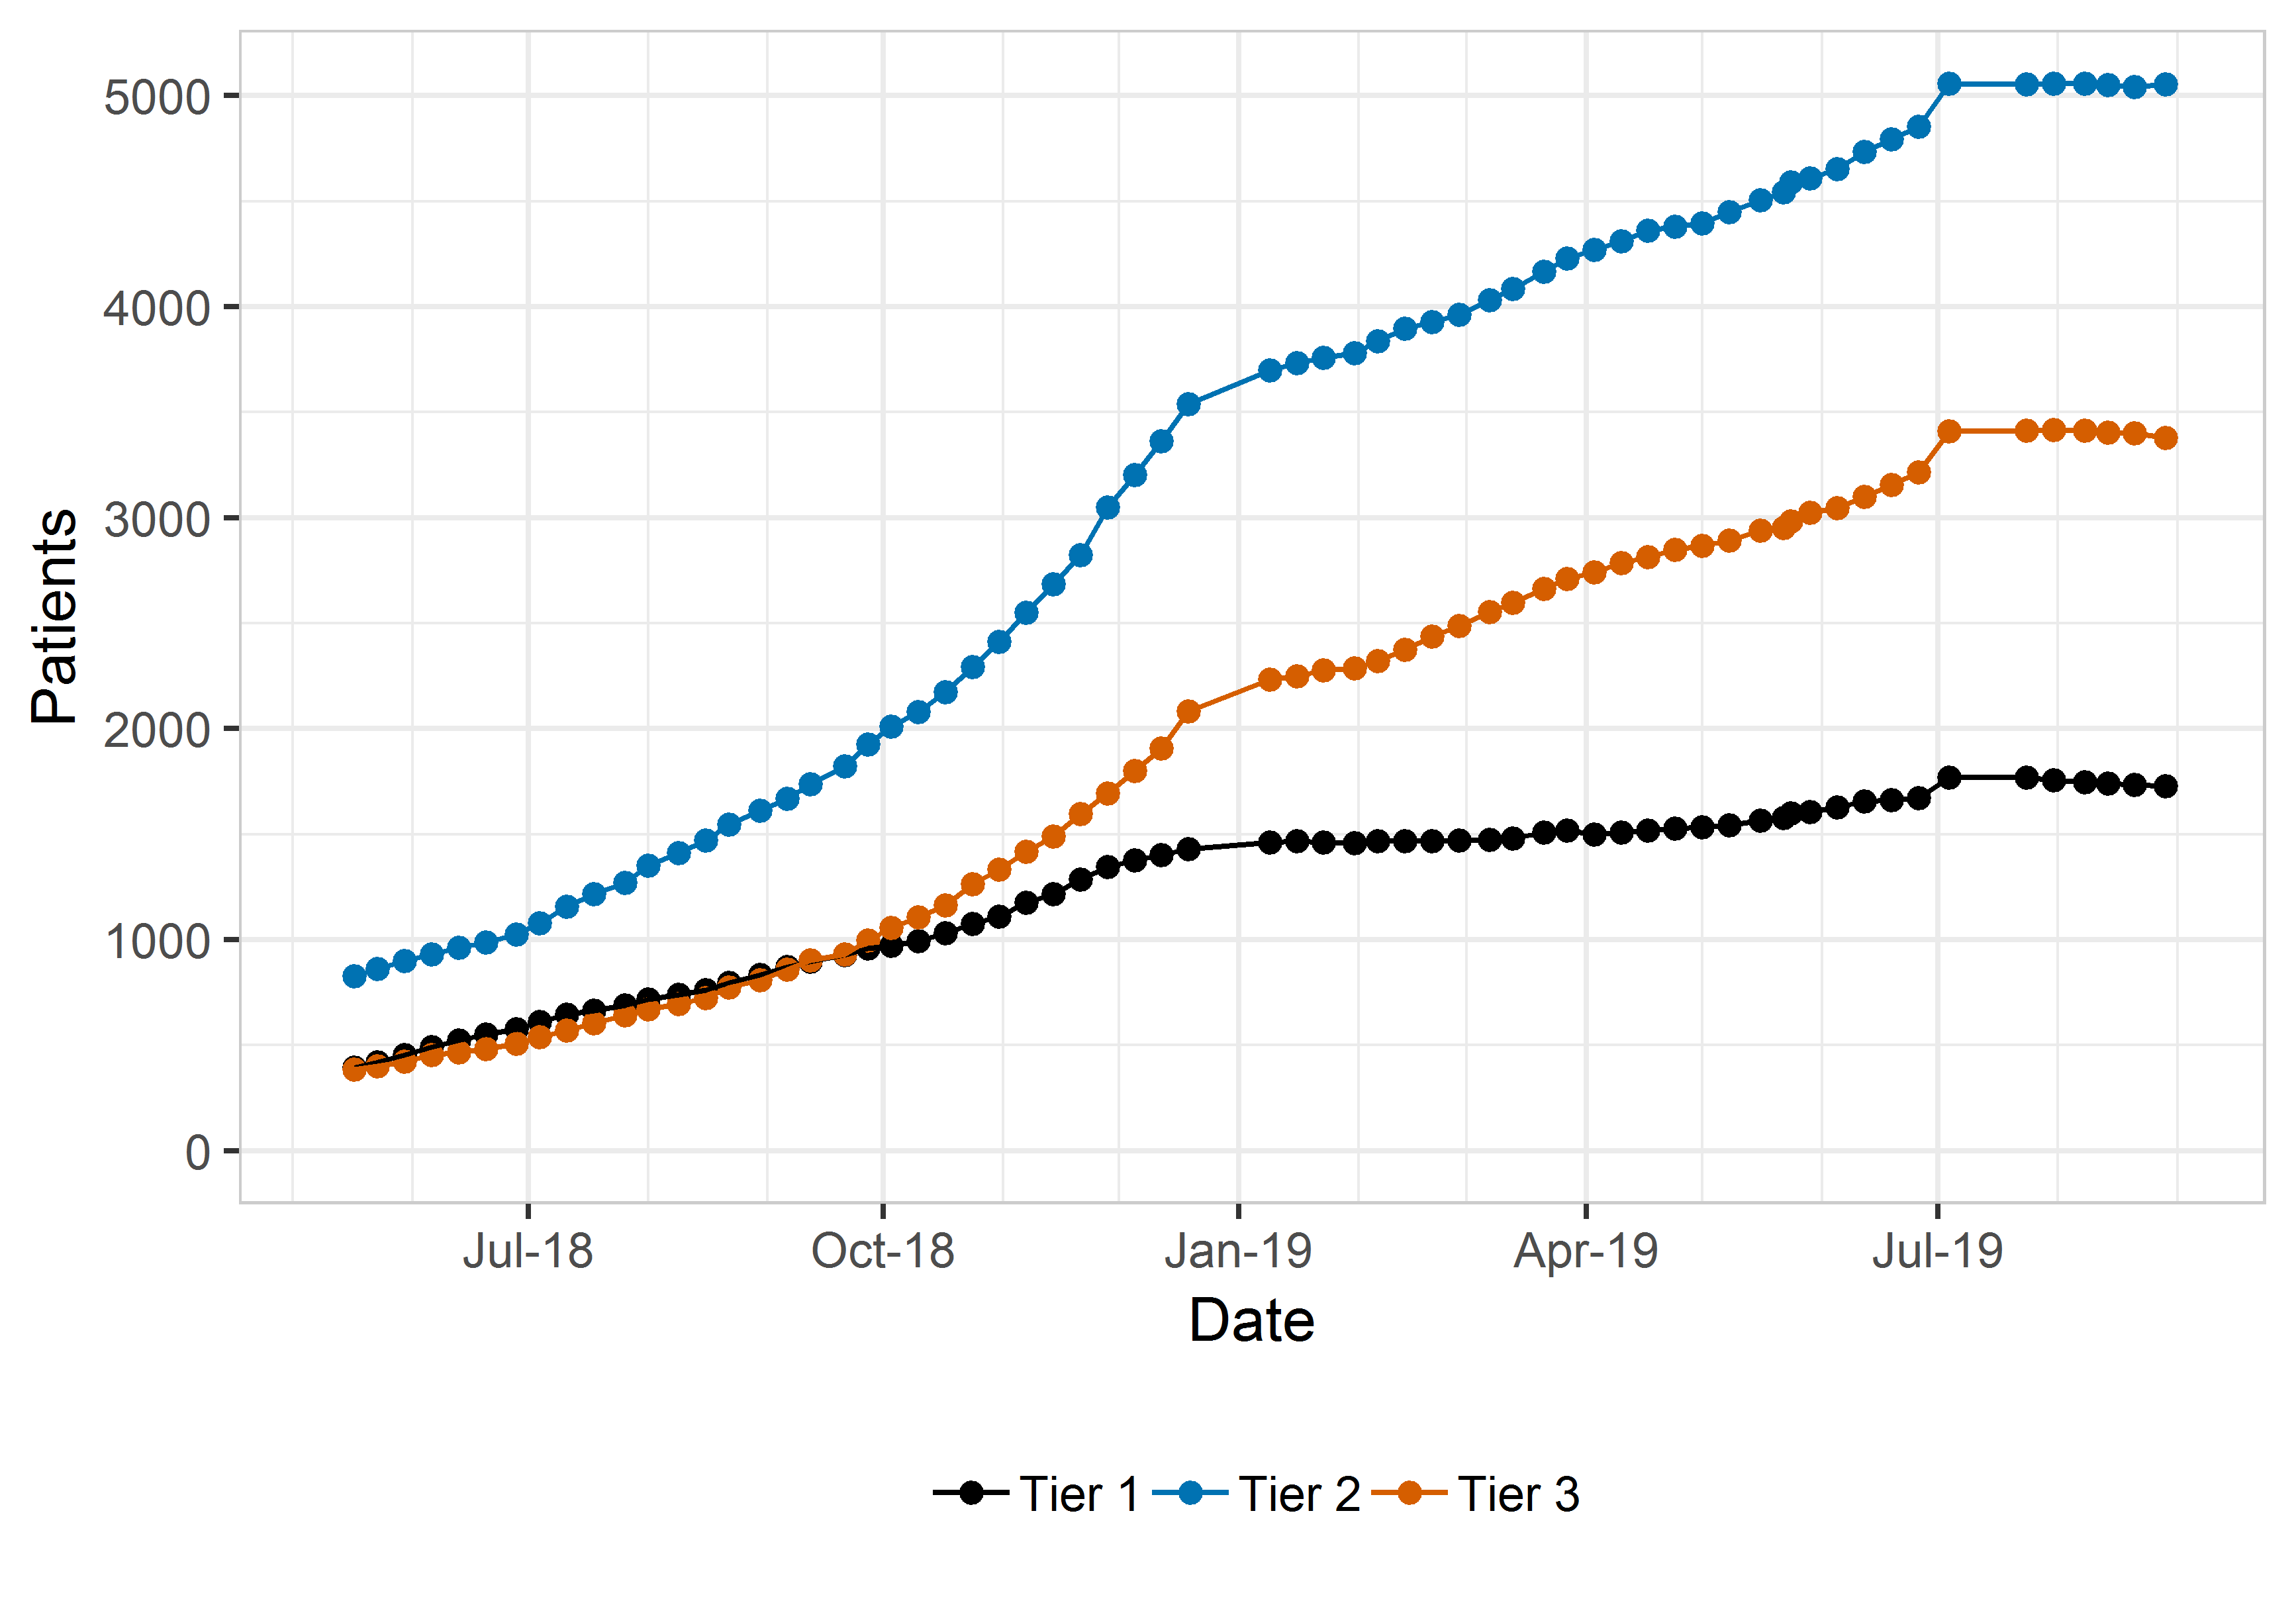 5000
4000
3000
2000
1000
0
Patients
Jul-18 Oct-18 Jan-19 Apr-19 Jul-19
Date
Tier 1 Tier 2 Tier 3